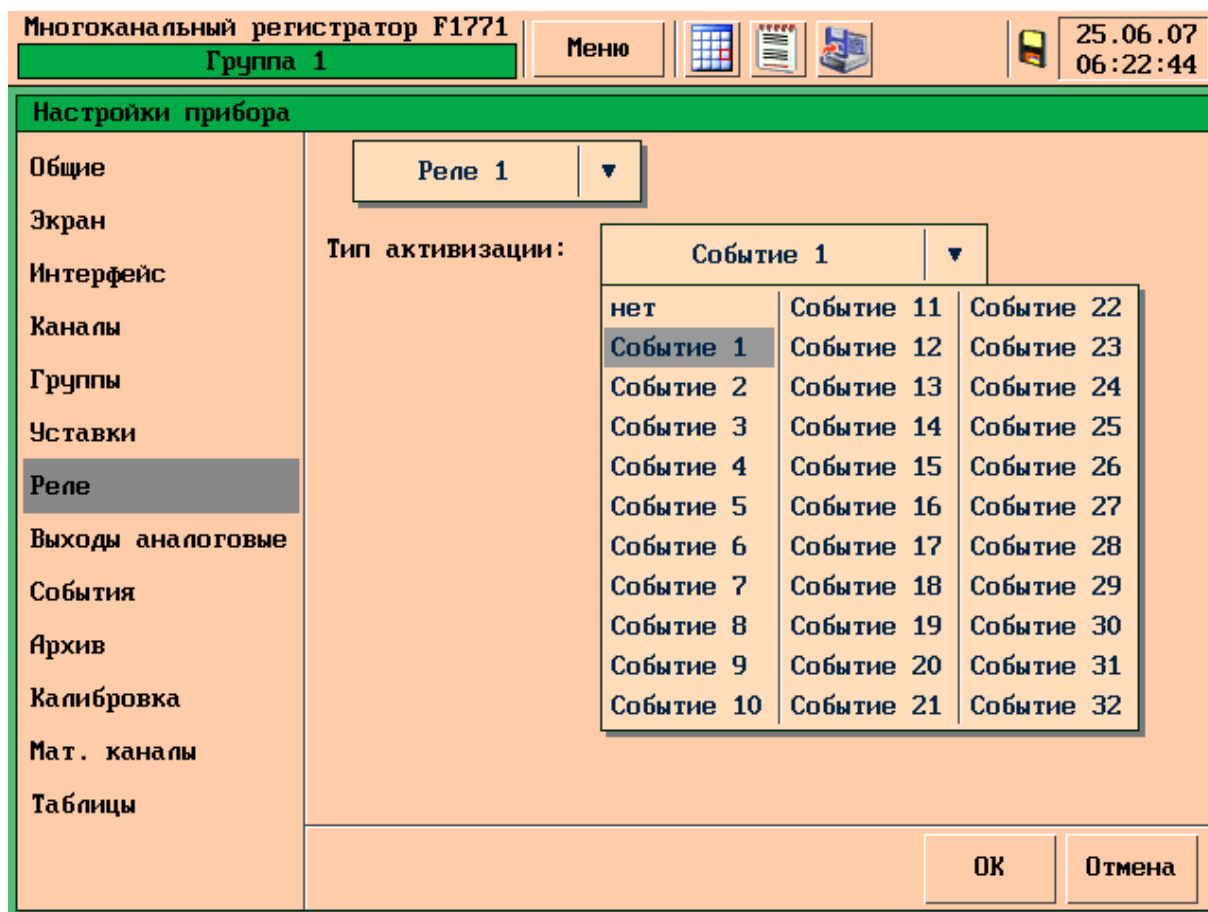 Многоканальный регистратор F1771
Группа 1
Меню
25.06.07
06:22:44
Настройки прибора
Общие
Экран
Интерфейс
Каналы
Группы
Уставки
Реле
Выходы аналоговые
События
Архив
Калибровка
Мат. каналы
Таблицы
Реле 1
Тип активизации:
Событие 1
нет
Событие 1
Событие 2
Событие 3
Событие 4
Событие 5
Событие 6
Событие 7
Событие 8
Событие 9
Событие 10
Событие 11
Событие 12
Событие 13
Событие 14
Событие 15
Событие 16
Событие 17
Событие 18
Событие 19
Событие 20
Событие 21
Событие 22
Событие 23
Событие 24
Событие 25
Событие 26
Событие 27
Событие 28
Событие 29
Событие 30
Событие 31
Событие 32
ОК
Отмена